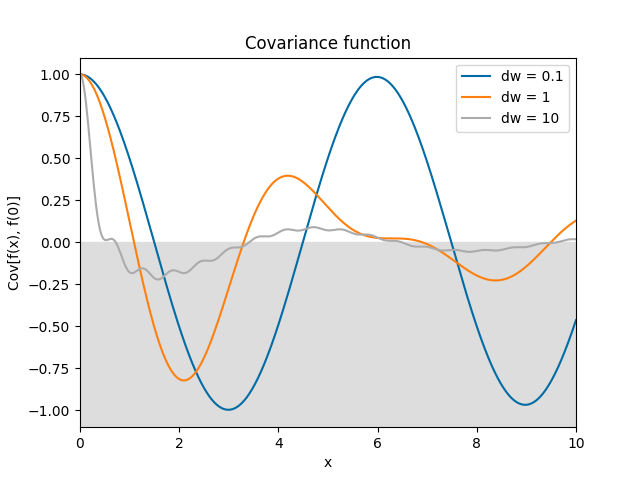 Covariance function
Cov[f(x), f(0)]
1.00
0.75
0.50
0.25
0.00
−0.25
−0.50
−0.75
−1.00
dw = 0.1
dw = 1
dw = 10
0 2 4 6 8 10
x